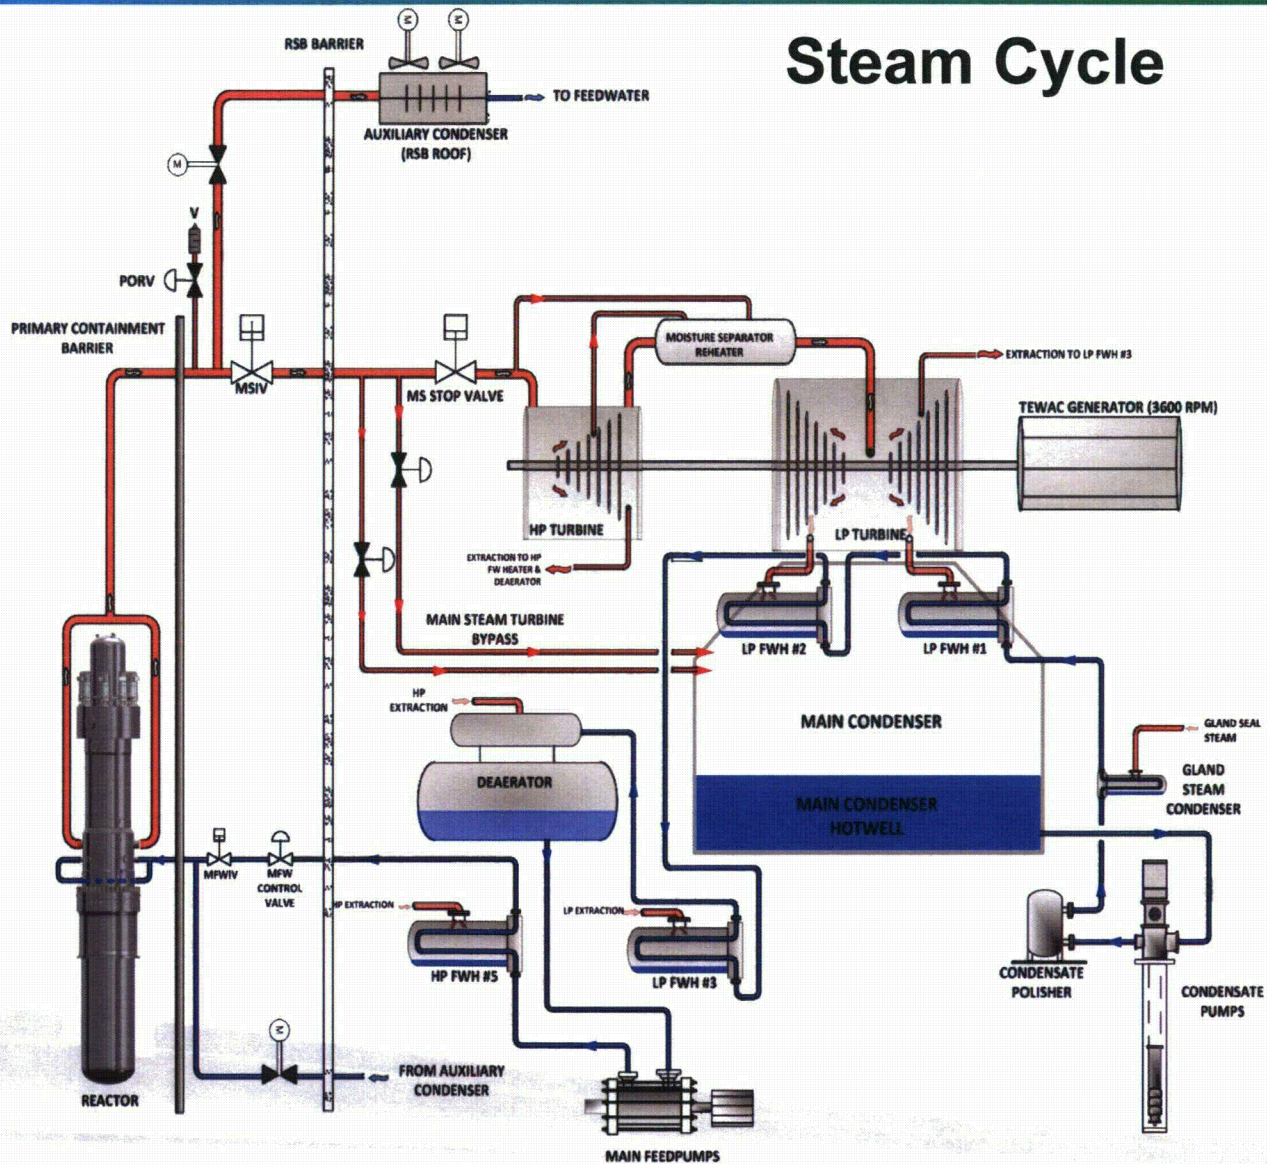 Steam Cycle
M
M
RSB BARRIER
TO FEEDWATER
AUXILIARY CONDENSER
(RSB ROOF)
M
V
PORV
PRIMARY CONTAINMENT
BARRIER
MSIV
MS STOP VALVE
MOISTURE SEPARATOR
REHEATER
EXTRACTION TO LP FWH #3
TEWAC GENERATOR (3600 RPM)
HP TURBINE
LP TURBINE
EXTRACTION TO HP
FW HEATER &
DEAERATOR
MAIN STEAM TURBINE
BYPASS
LP FWH #2
LP FWH #1
HP
EXTRACTION
MAIN CONDENSER
GLAND SEAL
STEAM
DEAERATOR
GLAND
STEAM
CONDENSER
MAIN CONDENSER
HOTWELL
MFWIV
MFW
CONTROL
VALVE
HP EXTRACTION
LP EXTRACTION
HP FWH #5
LP FWH #3
CONDENSATE
POLISHER
CONDENSATE
PUMPS
M
FROM AUXILIARY
CONDENSER
REACTOR
MAIN FEEDPUMPS